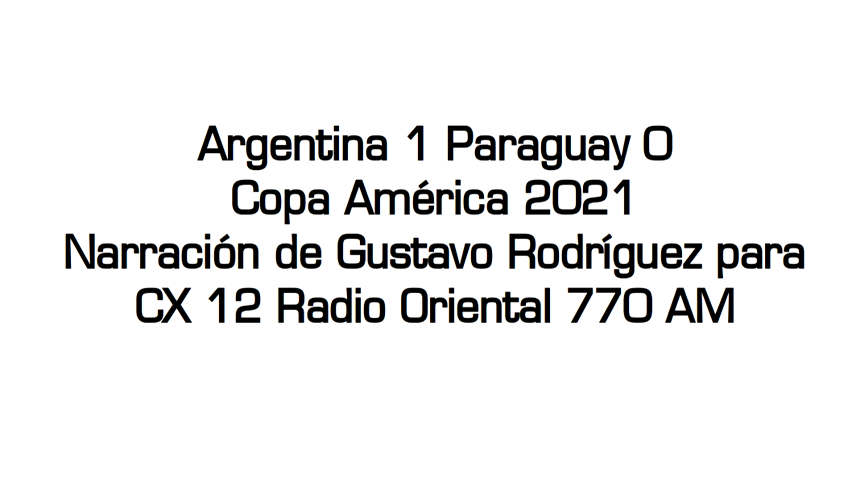 Argentina 1 Paraguay 0
Copa América 2021
Narración de Gustavo Rodríguez para
CX 12 Radio Oriental 770 AM